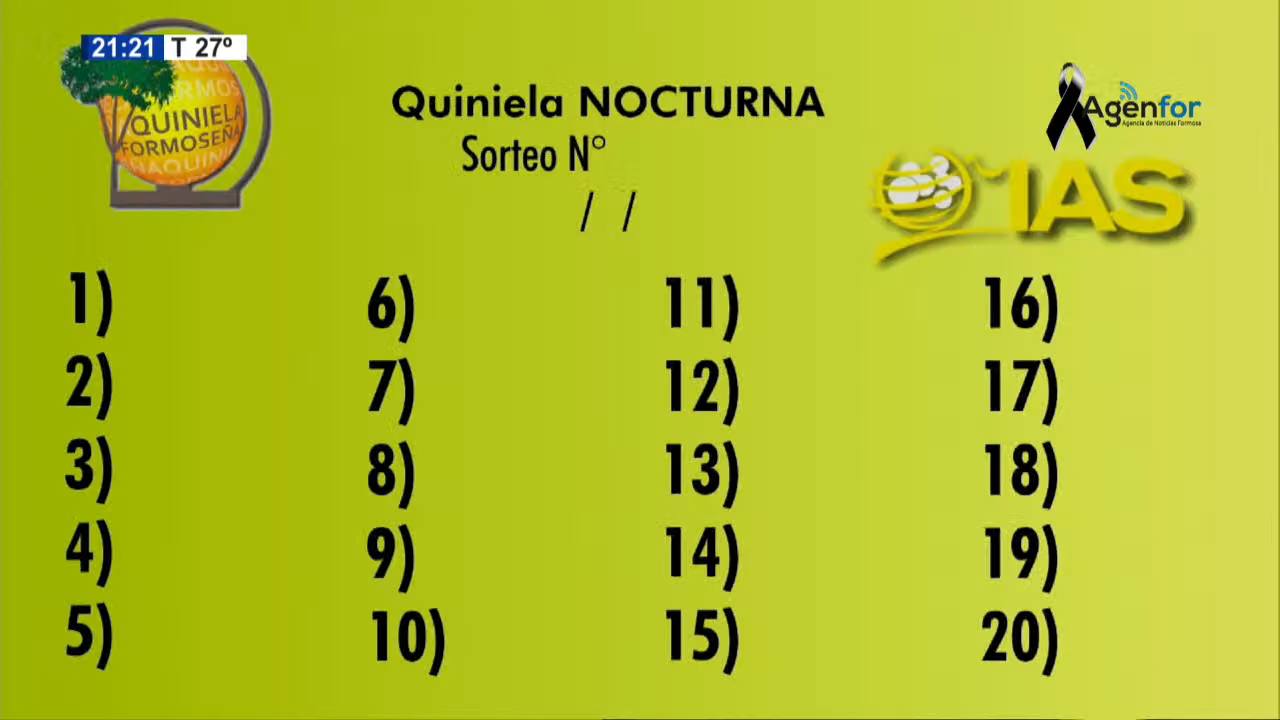 21:21 T 27º
QUINIELA
FORMOSEÑA
Quiniela NOCTURNA
Sorteo N°
/ /
Agenfor
Agencia de Noticias Formosa
IAS
1)
2)
3)
4)
5)
6)
7)
8)
9)
10)
11)
12)
13)
14)
15)
16)
17)
18)
19)
20)